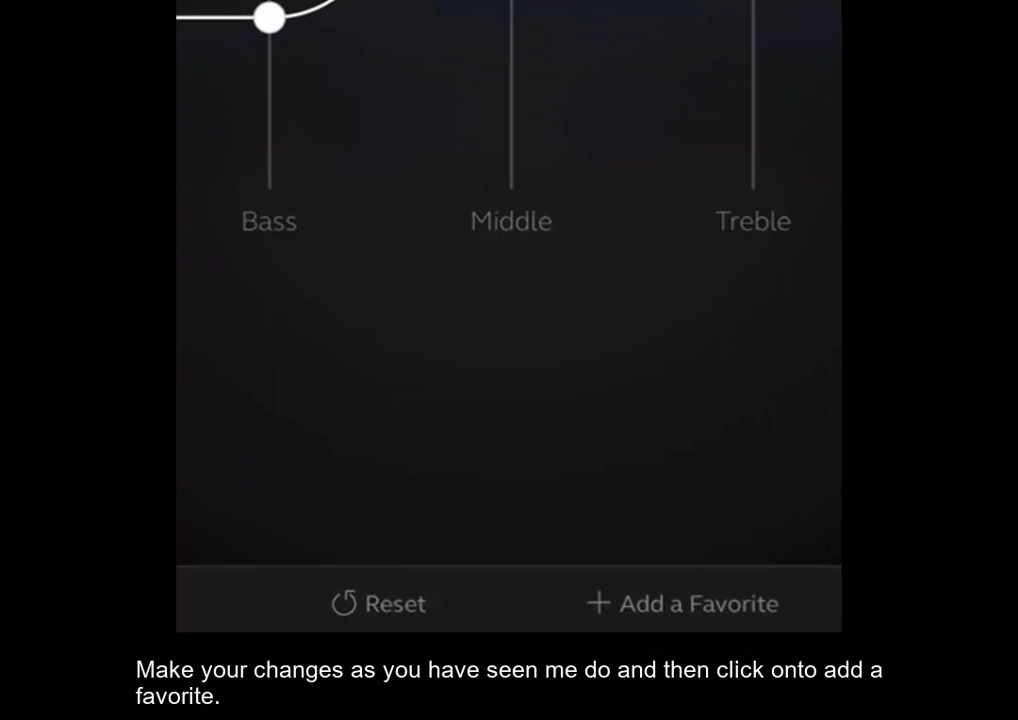 Bass Middle Treble
Reset + Add a Favorite
Make your changes as you have seen me do and then click onto add a
favorite.